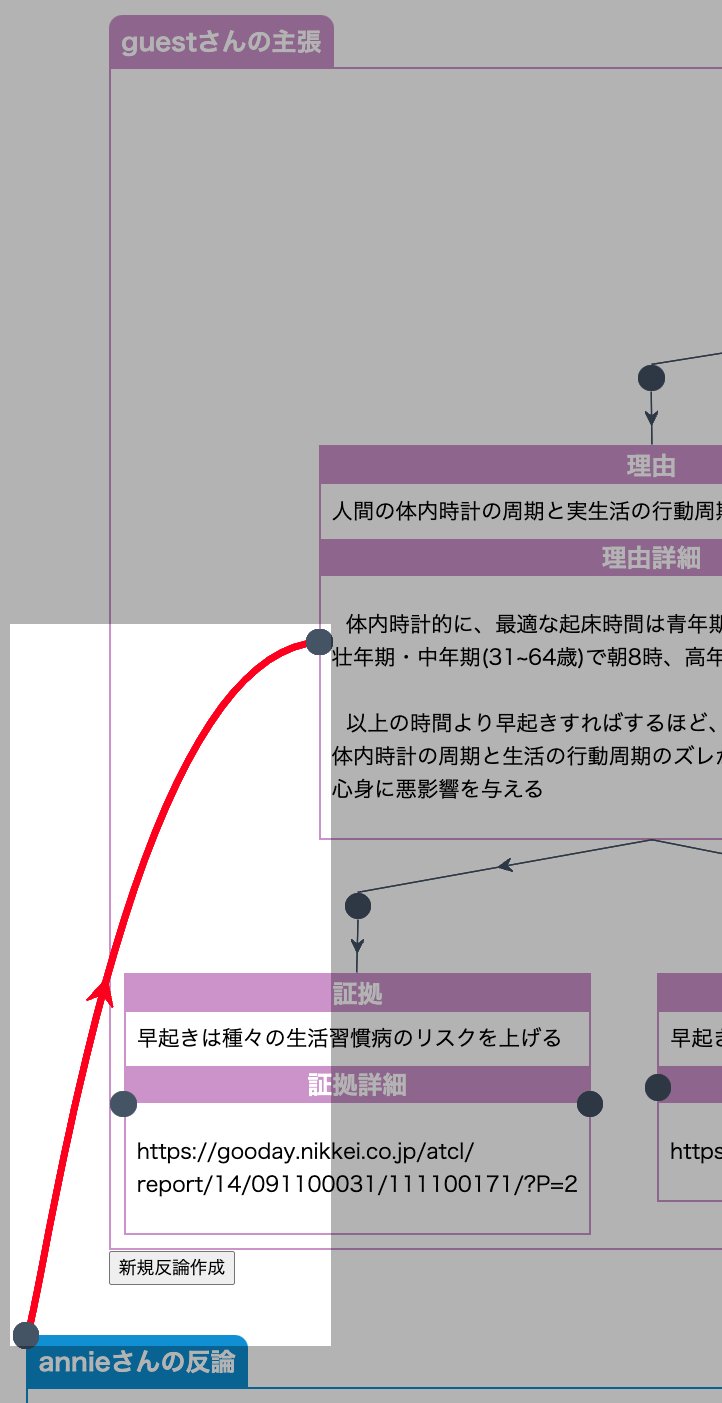 guestさんの主張
理由
人間の体内時計の周期と実生活の行動周期
理由詳細
体内時計的に、最適な起床時間は青年期
壮年期・中年期(31~64歳)で朝8時、高年
以上の時間より早起きすればするほど、
体内時計の周期と生活の行動周期のズレが
心身に悪影響を与える
証拠
早起きは種々の生活習慣病のリスクを上げる
早起き
証拠詳細
https://gooday.nikkei.co.jp/atcl/
report/14/091100031/111100171/?P=2
https
新規反論作成
annieさんの反論